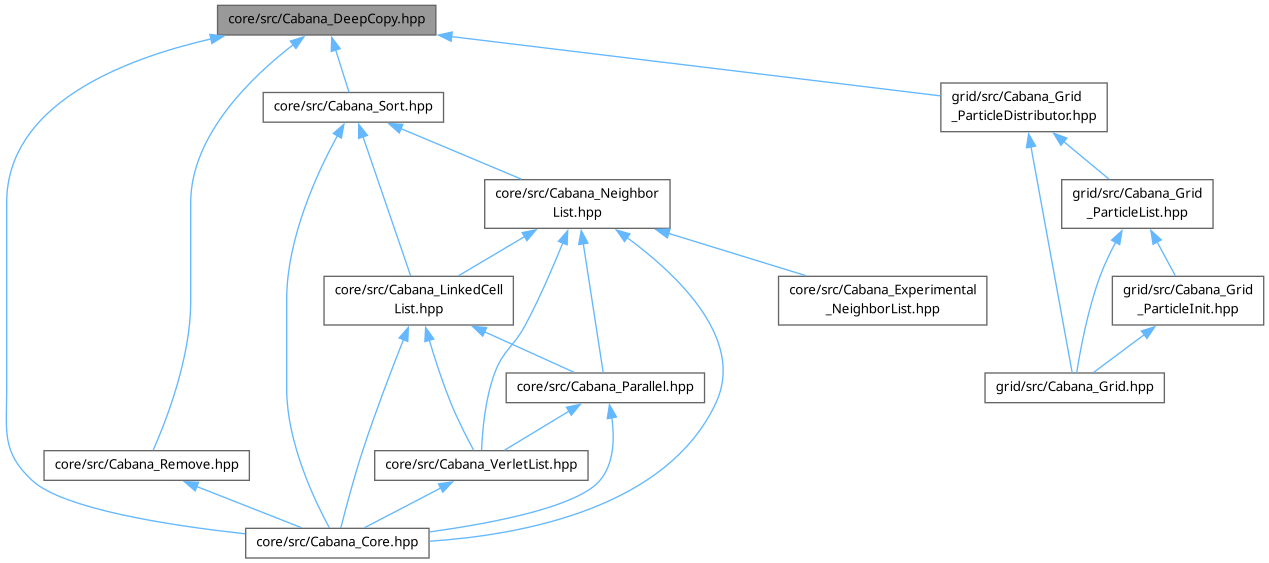 core/src/Cabana_DeepCopy.hpp
core/src/Cabana_Sort.hpp
grid/src/Cabana_Grid
_ParticleDistributor.hpp
core/src/Cabana_Neighbor
List.hpp
grid/src/Cabana_Grid
_ParticleList.hpp
core/src/Cabana_LinkedCell
List.hpp
core/src/Cabana_Experimental
_NeighborList.hpp
grid/src/Cabana_Grid
_ParticleInit.hpp
core/src/Cabana_Parallel.hpp
grid/src/Cabana_Grid.hpp
core/src/Cabana_Remove.hpp
core/src/Cabana_VerletList.hpp
core/src/Cabana_Core.hpp